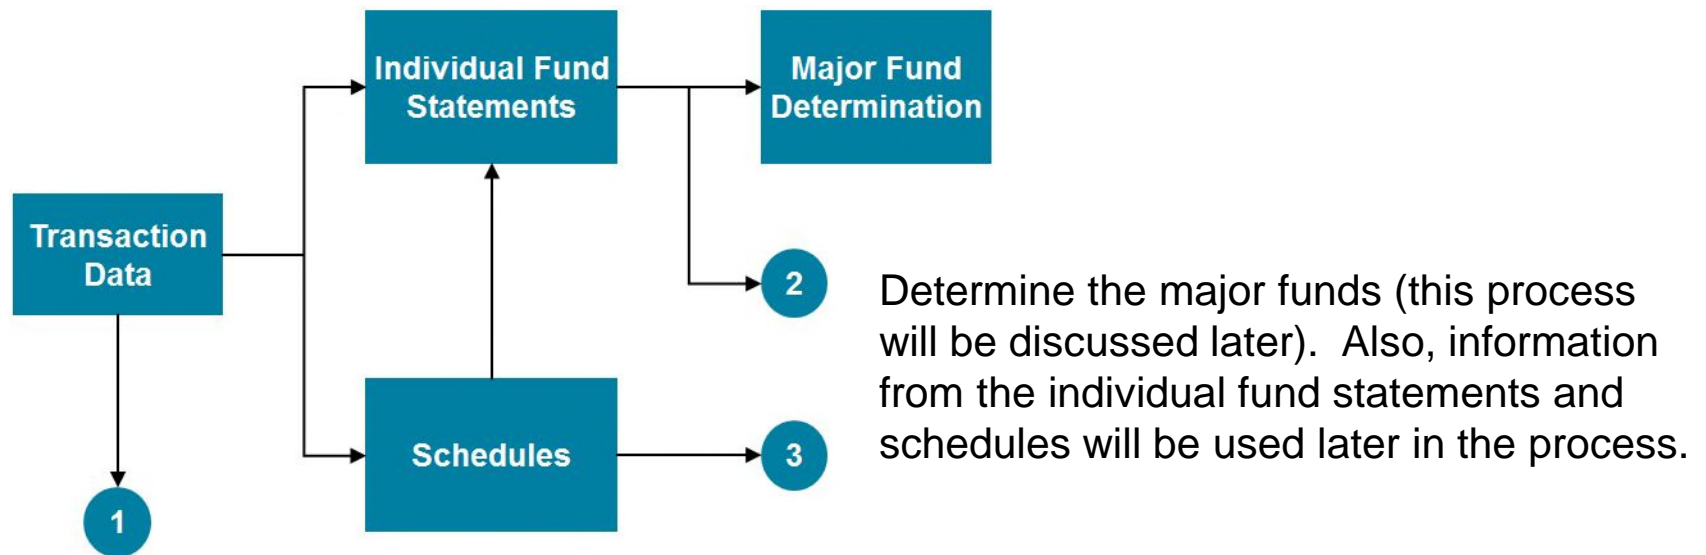 Individual Fund
Statements
Major Fund
Determination
Transaction
Data
2
Determine the major funds (this process
will be discussed later).  Also, information
from the individual fund statements and
schedules will be used later in the process.
Schedules
3
1